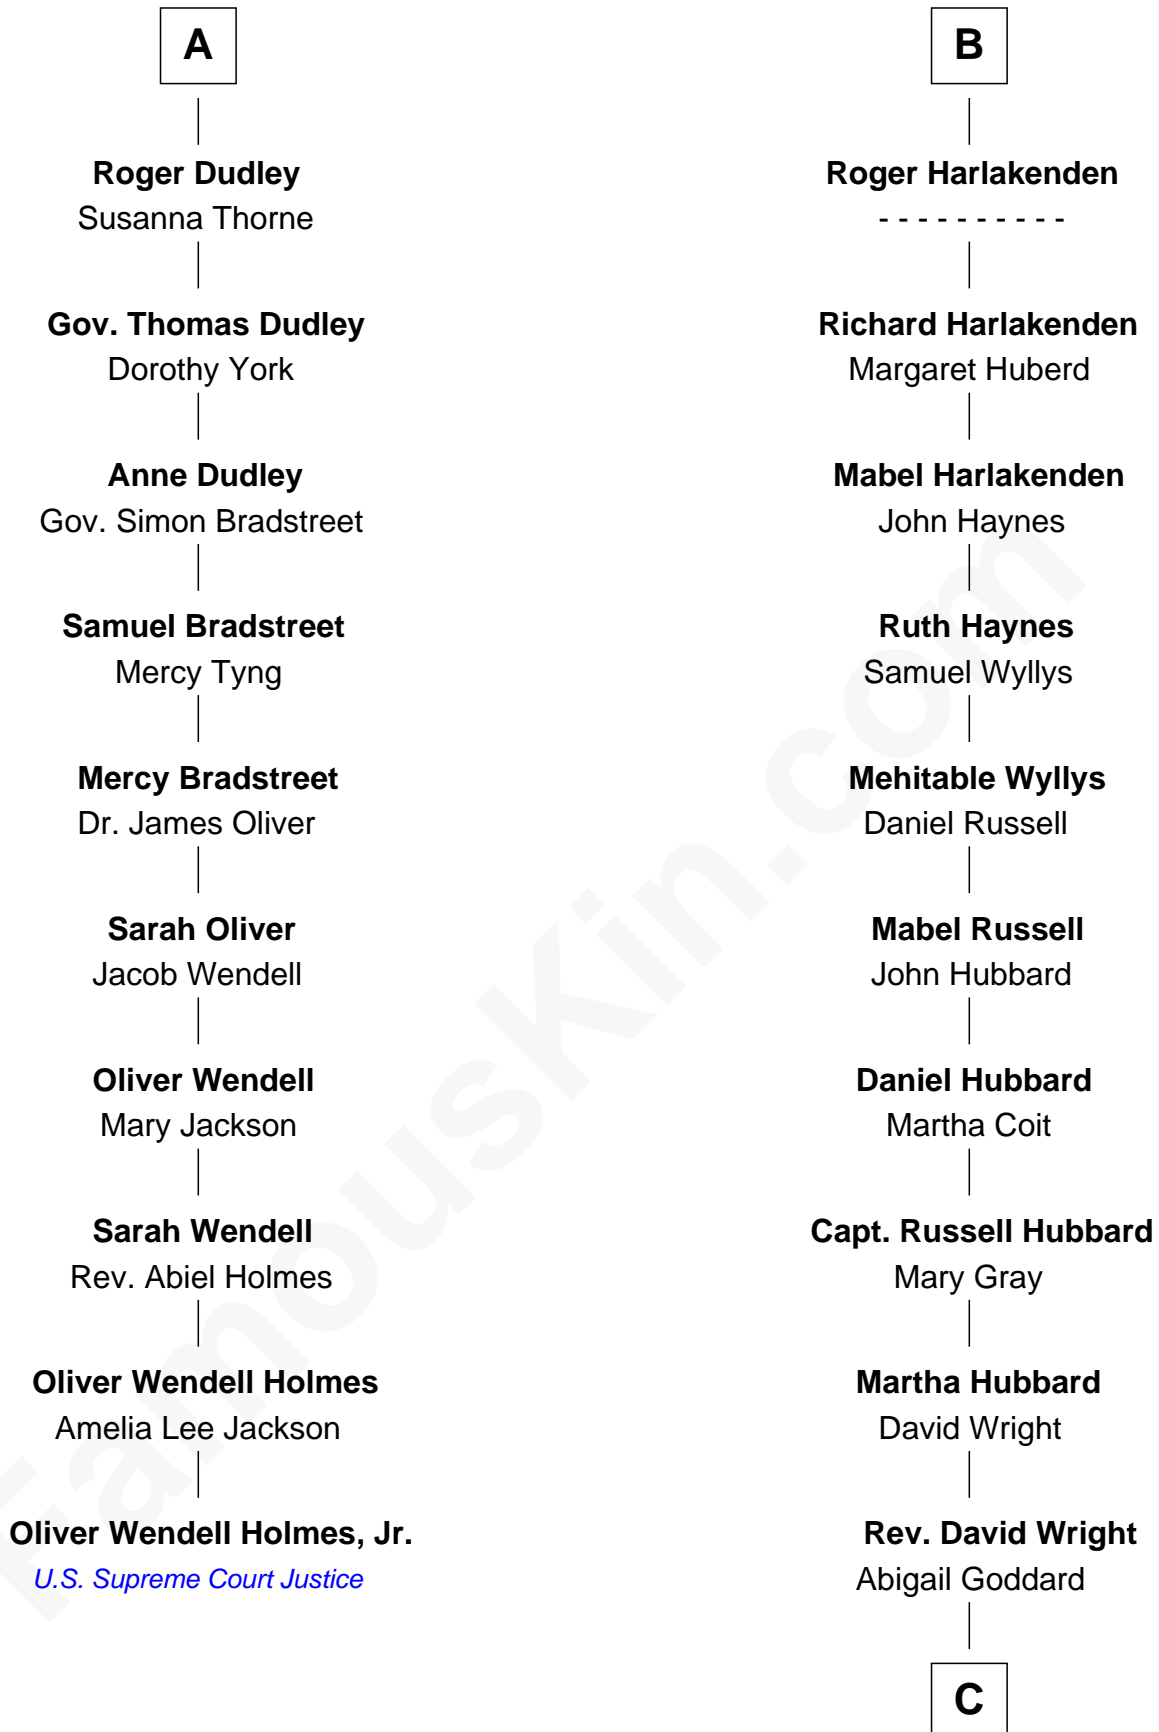 A
Roger Dudley
Susanna Thorne
Gov. Thomas Dudley
Dorothy York
Anne Dudley
Gov. Simon Bradstreet
Samuel Bradstreet
Mercy Tyng
Mercy Bradstreet
Dr. James Oliver
Sarah Oliver
Jacob Wendell
Oliver Wendell
Mary Jackson
Sarah Wendell
Rev. Abiel Holmes
Oliver Wendell Holmes
Amelia Lee Jackson
Oliver Wendell Holmes, Jr.
U.S. Supreme Court Justice
B
Roger Harlakenden
- - - - - - - - - -
Richard Harlakenden
Margaret Huberd
Mabel Harlakenden
John Haynes
Ruth Haynes
Samuel Wyllys
Mehitable Wyllys
Daniel Russell
Mabel Russell
John Hubbard
Daniel Hubbard
Martha Coit
Capt. Russell Hubbard
Mary Gray
Martha Hubbard
David Wright
Rev. David Wright
Abigail Goddard
C
FamousKin.com